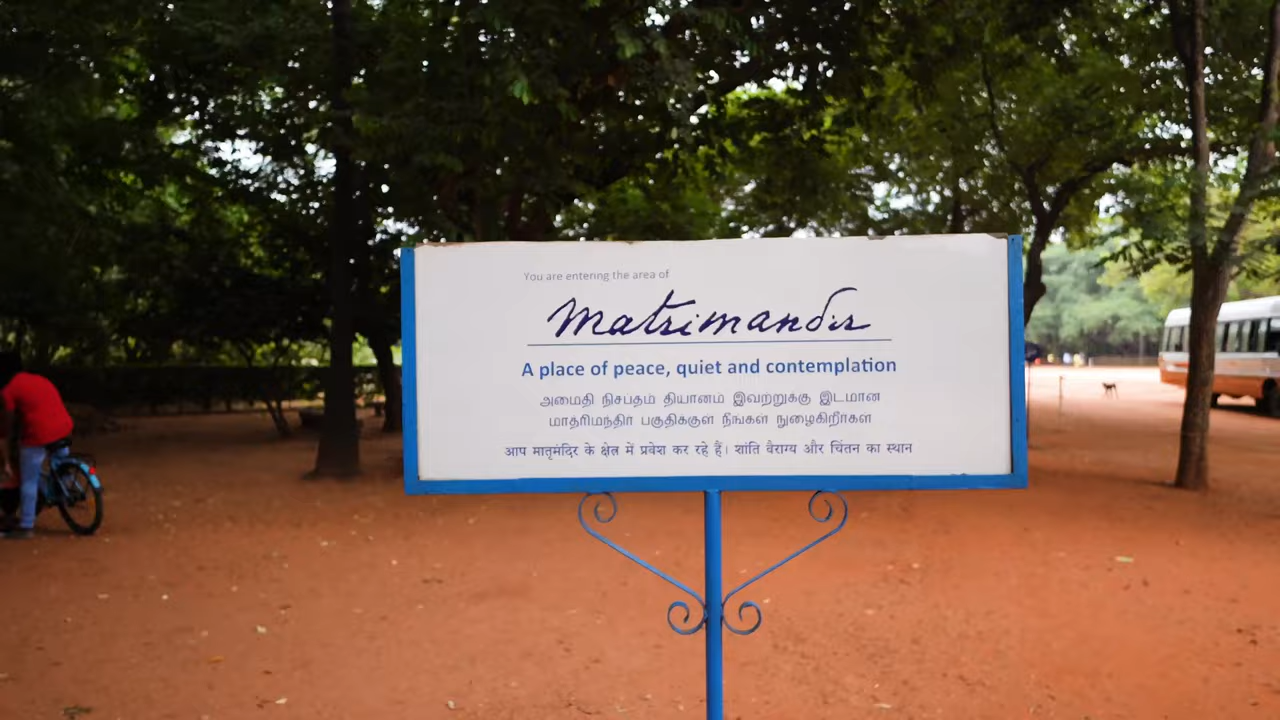 You are entering the area of
Matrimandir
A place of peace, quiet and contemplation
அமைதி நிசபதம் தியானம் இவற்றுக்கு இடமான
மாத்ரிமந்திர் பகுதிக்குள் நீங்கள் நுழைகிறீர்கள்
आप मातृमंदिर के क्षेत्र में प्रवेश कर रहे हैं। शांति वैराग्य और चिंतन का स्थान